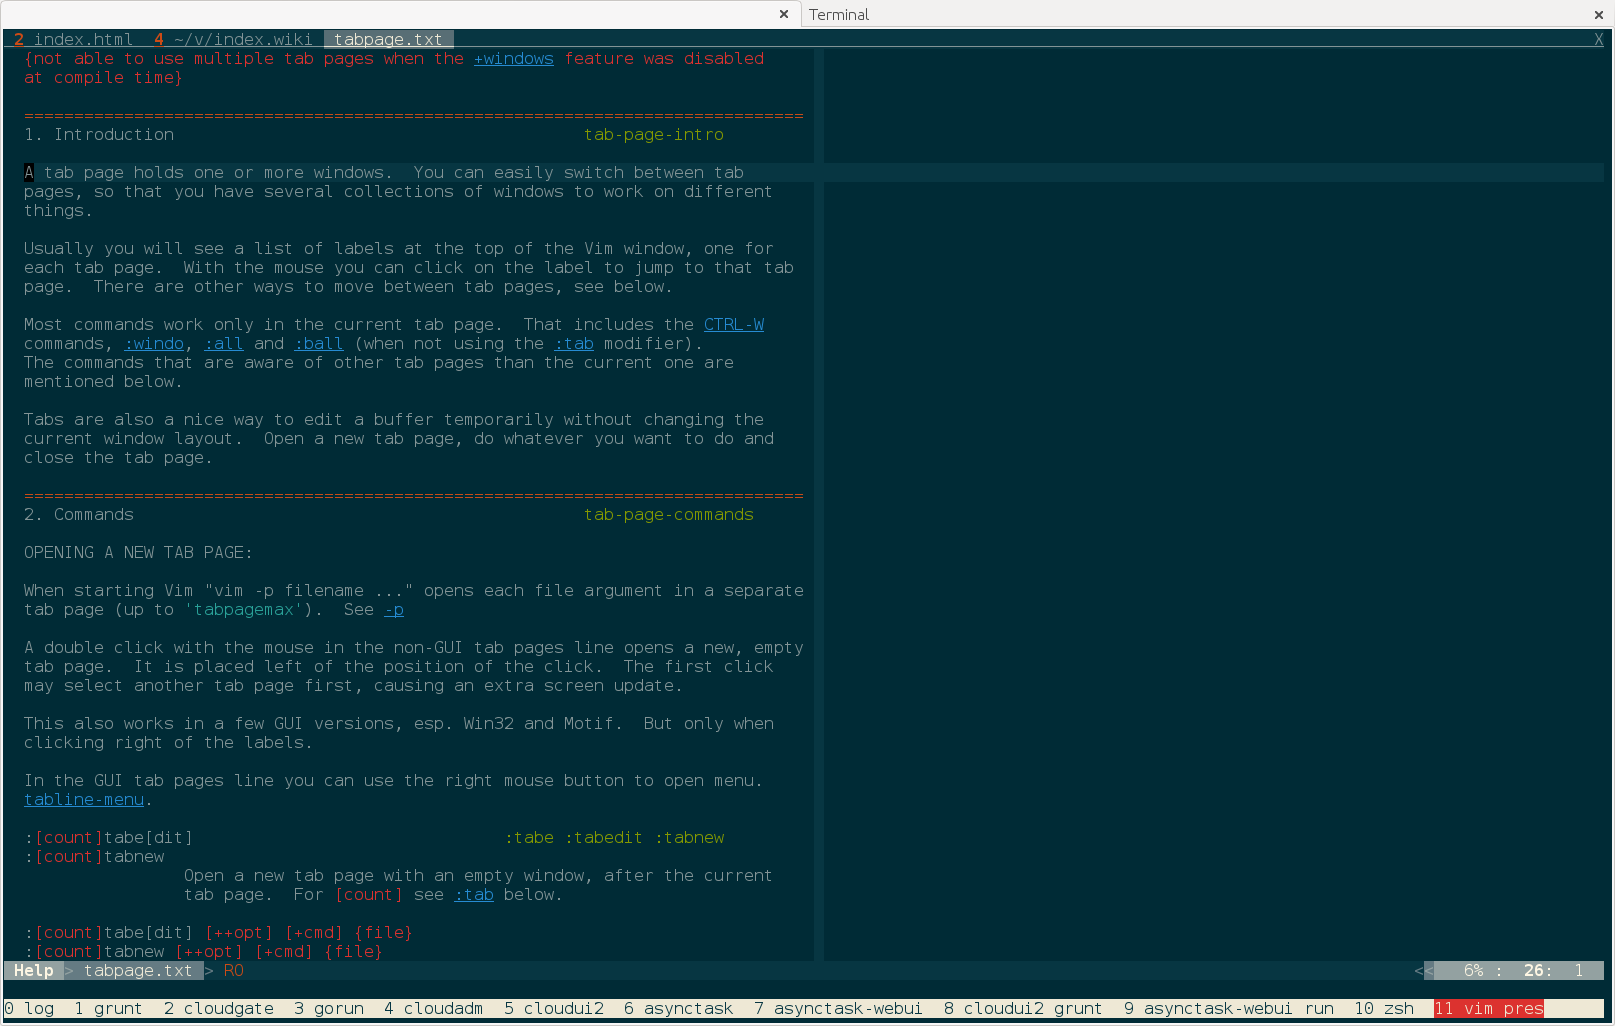 × Terminal ×
2 index.html  4 ~/v/index.wiki  tabpage.txt  X
{not able to use multiple tab pages when the +windows feature was disabled
at compile time}
==============================================================================
1. Introduction                                         tab-page-intro
A tab page holds one or more windows.  You can easily switch between tab
pages, so that you have several collections of windows to work on different
things.
Usually you will see a list of labels at the top of the Vim window, one for
each tab page.  With the mouse you can click on the label to jump to that tab
page.  There are other ways to move between tab pages, see below.
Most commands work only in the current tab page.  That includes the CTRL-W
commands, :windo, :all and :ball (when not using the :tab modifier).
The commands that are aware of other tab pages than the current one are
mentioned below.
Tabs are also a nice way to edit a buffer temporarily without changing the
current window layout.  Open a new tab page, do whatever you want to do and
close the tab page.
==============================================================================
2. Commands                                             tab-page-commands
OPENING A NEW TAB PAGE:
When starting Vim "vim -p filename ..." opens each file argument in a separate
tab page (up to 'tabpagemax').  See -p
A double click with the mouse in the non-GUI tab pages line opens a new, empty
tab page.  It is placed left of the position of the click.  The first click
may select another tab page first, causing an extra screen update.
This also works in a few GUI versions, esp. Win32 and Motif.  But only when
clicking right of the labels.
In the GUI tab pages line you can use the right mouse button to open menu.
tabline-menu.
:[count]tabe[dit]                               :tabe :tabedit :tabnew
:[count]tabnew
                Open a new tab page with an empty window, after the current
                tab page.  For [count] see :tab below.
:[count]tabe[dit] [++opt] [+cmd] {file}
:[count]tabnew [++opt] [+cmd] {file}
Help > tabpage.txt > RO  <<  6% :  26:  1
0 log  1 grunt  2 cloudgate  3 gorun  4 cloudadm  5 cloudui2  6 asynctask  7 asynctask-webui  8 cloudui2 grunt  9 asynctask-webui run  10 zsh  11 vim pres